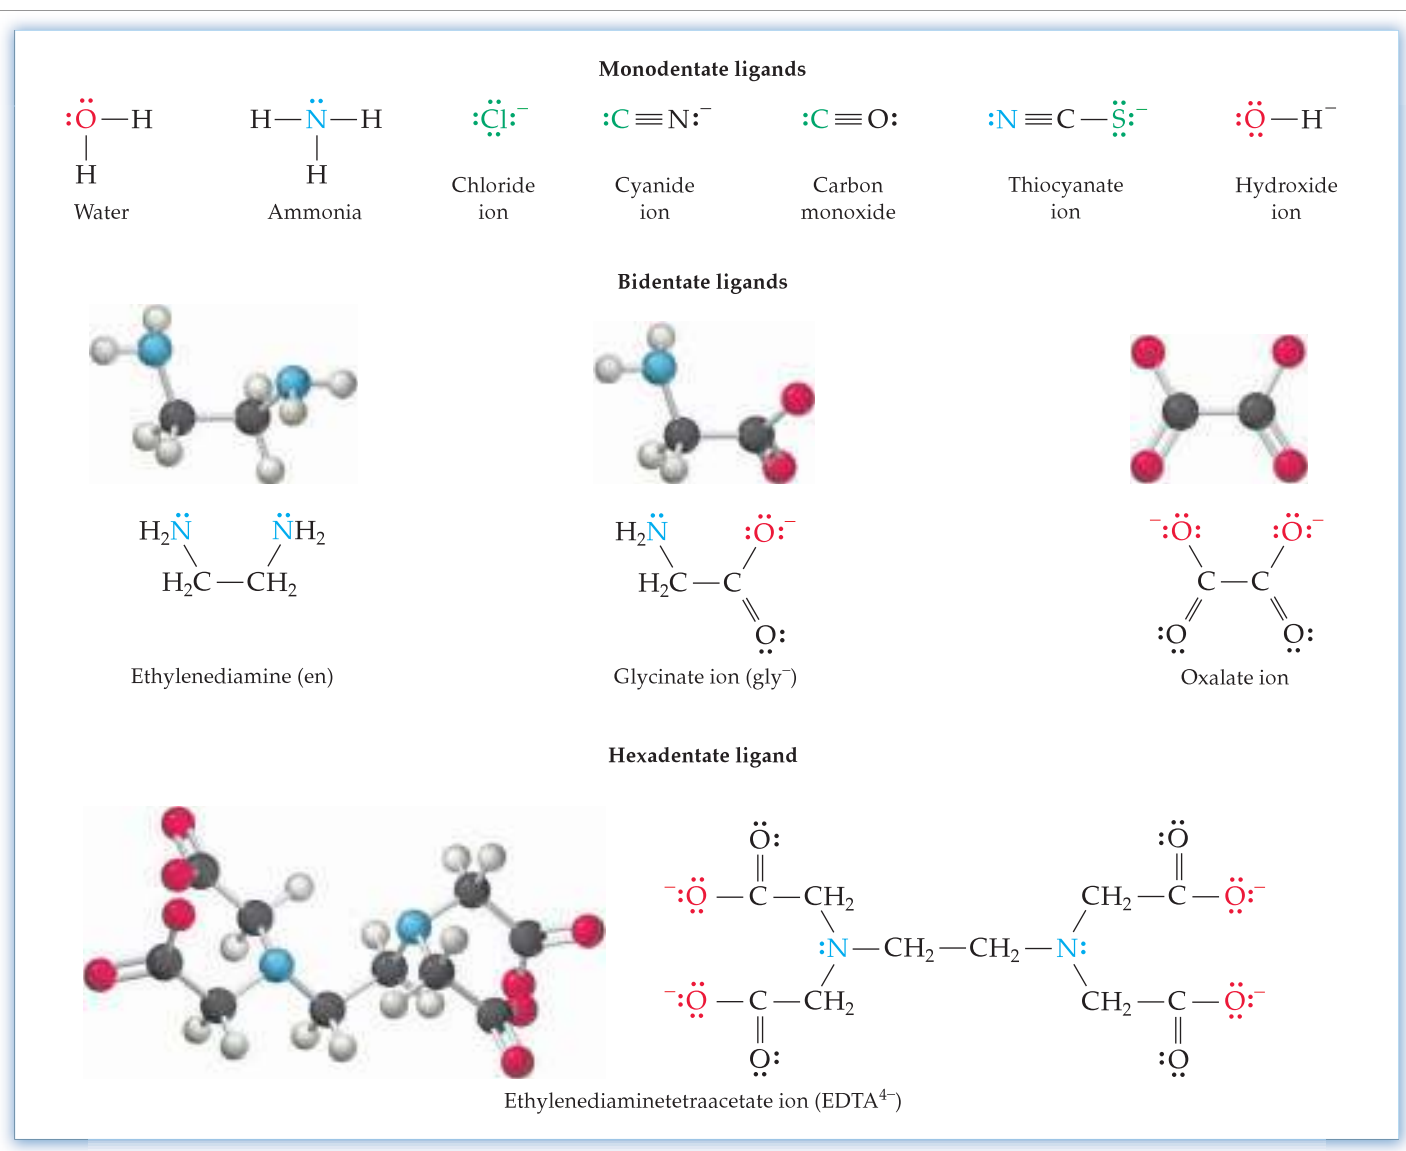 Monodentate ligands
:Ö—H H—N̈—H :C̈l:⁻ :C≡N:⁻ :C≡O: :N≡C—S̈:⁻ :Ö—H⁻
H H
Water Ammonia Chloride ion Cyanide ion Carbon monoxide Thiocyanate ion Hydroxide ion
Bidentate ligands
H₂N̈ N̈H₂ H₂N̈ :Ö:⁻ ⁻:Ö: :Ö:⁻
H₂C—CH₂ H₂C—C C—C
O: :O O:
Ethylenediamine (en) Glycinate ion (gly⁻) Oxalate ion
Hexadentate ligand
Ö: :Ö
⁻:Ö—C—CH₂ CH₂—C—Ö:⁻
:N—CH₂—CH₂—N:
⁻:Ö—C—CH₂ CH₂—C—Ö:⁻
O: :O
Ethylenediaminetetraacetate ion (EDTA⁴⁻)